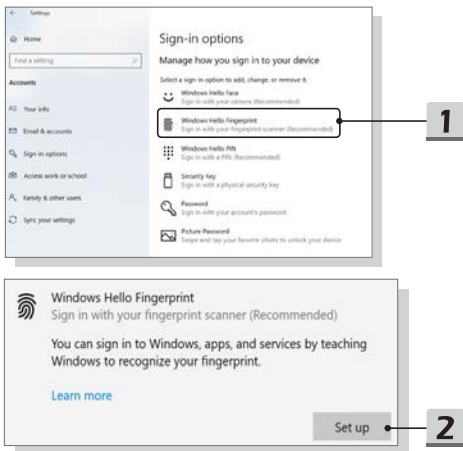 Settings
Home
Find a setting
Accounts
Your info
Email & accounts
Sign-in options
Access work or school
Family & other users
Sync your settings
Sign-in options
Manage how you sign in to your device
Select a sign-in option to add, change, or remove it.
Windows Hello Face
Sign in with your camera (Recommended)
Windows Hello Fingerprint
Sign in with your fingerprint scanner (Recommended)
Windows Hello PIN
Sign in with a PIN (Recommended)
Security Key
Sign in with a physical security key
Password
Sign in with your account's password
Picture Password
Swipe and tap your favorite photo to unlock your device
1
Windows Hello Fingerprint
Sign in with your fingerprint scanner (Recommended)
You can sign in to Windows, apps, and services by teaching
Windows to recognize your fingerprint.
Learn more
Set up
2